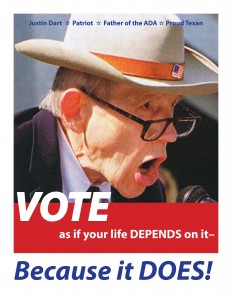 Justin Dart ☆ Patriot ☆ Father of the ADA ☆ Proud Texan
VOTE
as if your life DEPENDS on it–
Because it DOES!